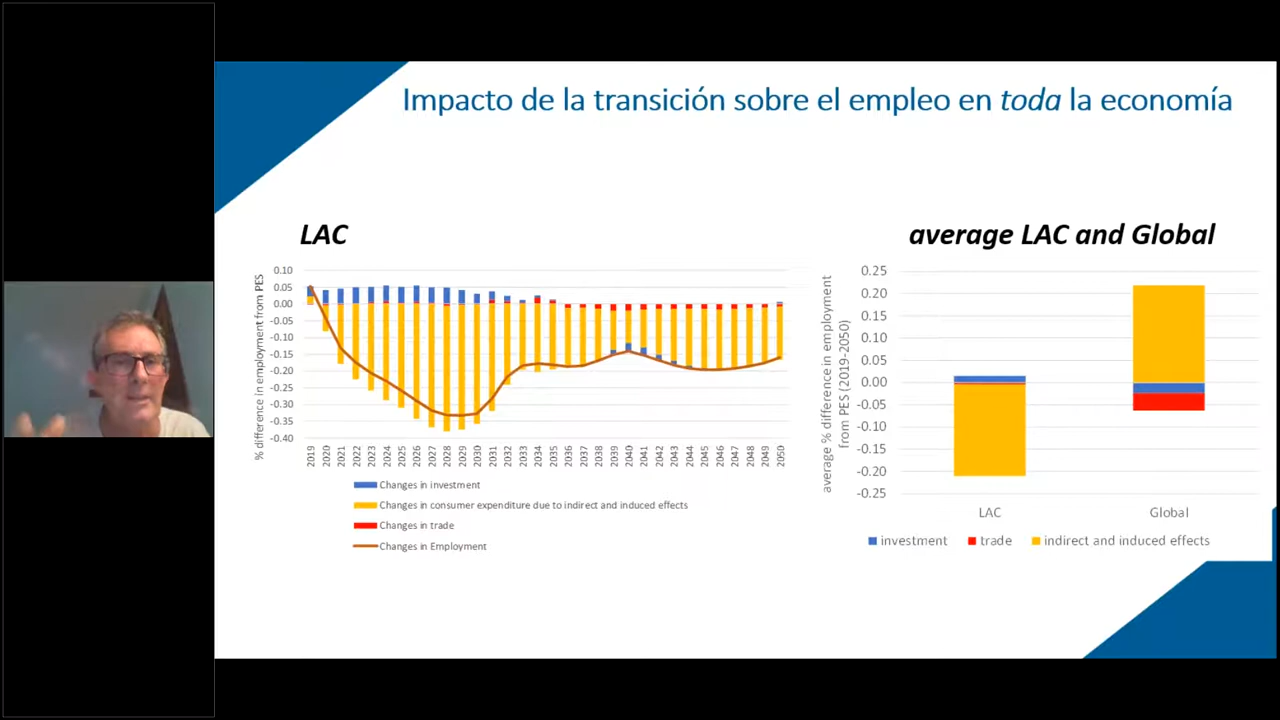 Impacto de la transición sobre el empleo en toda la economía
LAC
% difference in employment from PES
0.10
0.05
0.00
-0.05
-0.10
-0.15
-0.20
-0.25
-0.30
-0.35
-0.40
2019 2020 2021 2022 2023 2024 2025 2026 2027 2028 2029 2030 2031 2032 2033 2034 2035 2036 2037 2038 2039 2040 2041 2042 2043 2044 2045 2046 2047 2048 2049 2050
Changes in investment
Changes in consumer expenditure due to indirect and induced effects
Changes in trade
Changes in Employment
average LAC and Global
average % difference in employment
from PES (2019-2050)
0.25
0.20
0.15
0.10
0.05
0.00
-0.05
-0.10
-0.15
-0.20
-0.25
LAC Global
investment trade indirect and induced effects